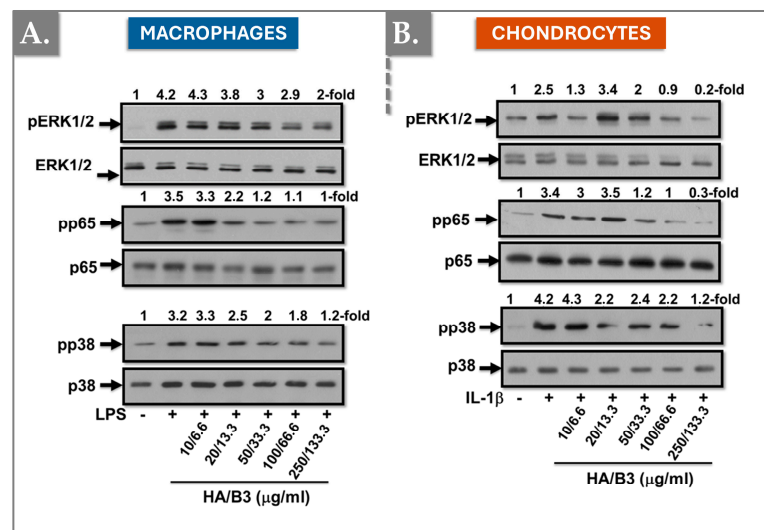 A.
MACROPHAGES
1 4.2 4.3 3.8 3 2.9 2-fold
pERK1/2
ERK1/2
1 3.5 3.3 2.2 1.2 1.1 1-fold
pp65
p65
1 3.2 3.3 2.5 2 1.8 1.2-fold
pp38
p38
LPS - + + + + + +
10/6.6
20/13.3
50/33.3
100/66.6
250/133.3
HA/B3 (μg/ml)
B.
CHONDROCYTES
1 2.5 1.3 3.4 2 0.9 0.2-fold
pERK1/2
ERK1/2
1 3.4 3 3.5 1.2 1 0.3-fold
pp65
p65
1 4.2 4.3 2.2 2.4 2.2 1.2-fold
pp38
p38
IL-1β - + + + + + +
10/6.6
20/13.3
50/33.3
100/66.6
250/133.3
HA/B3 (μg/ml)